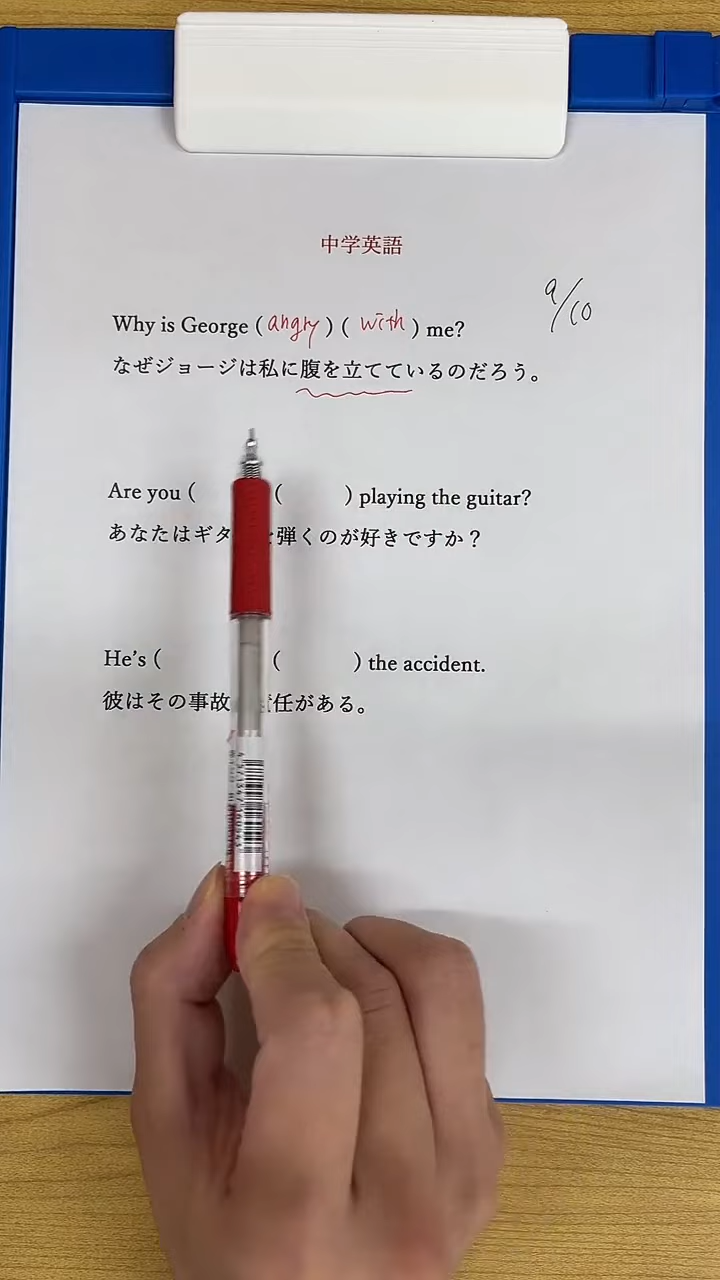 中学英語
9/10
Why is George (angry) (with) me?
なぜジョージは私に腹を立てているのだろう。
Are you ( ( ) playing the guitar?
あなたはギタ 弾くのが好きですか？
He's ( ( ) the accident.
彼はその事故 責任がある。